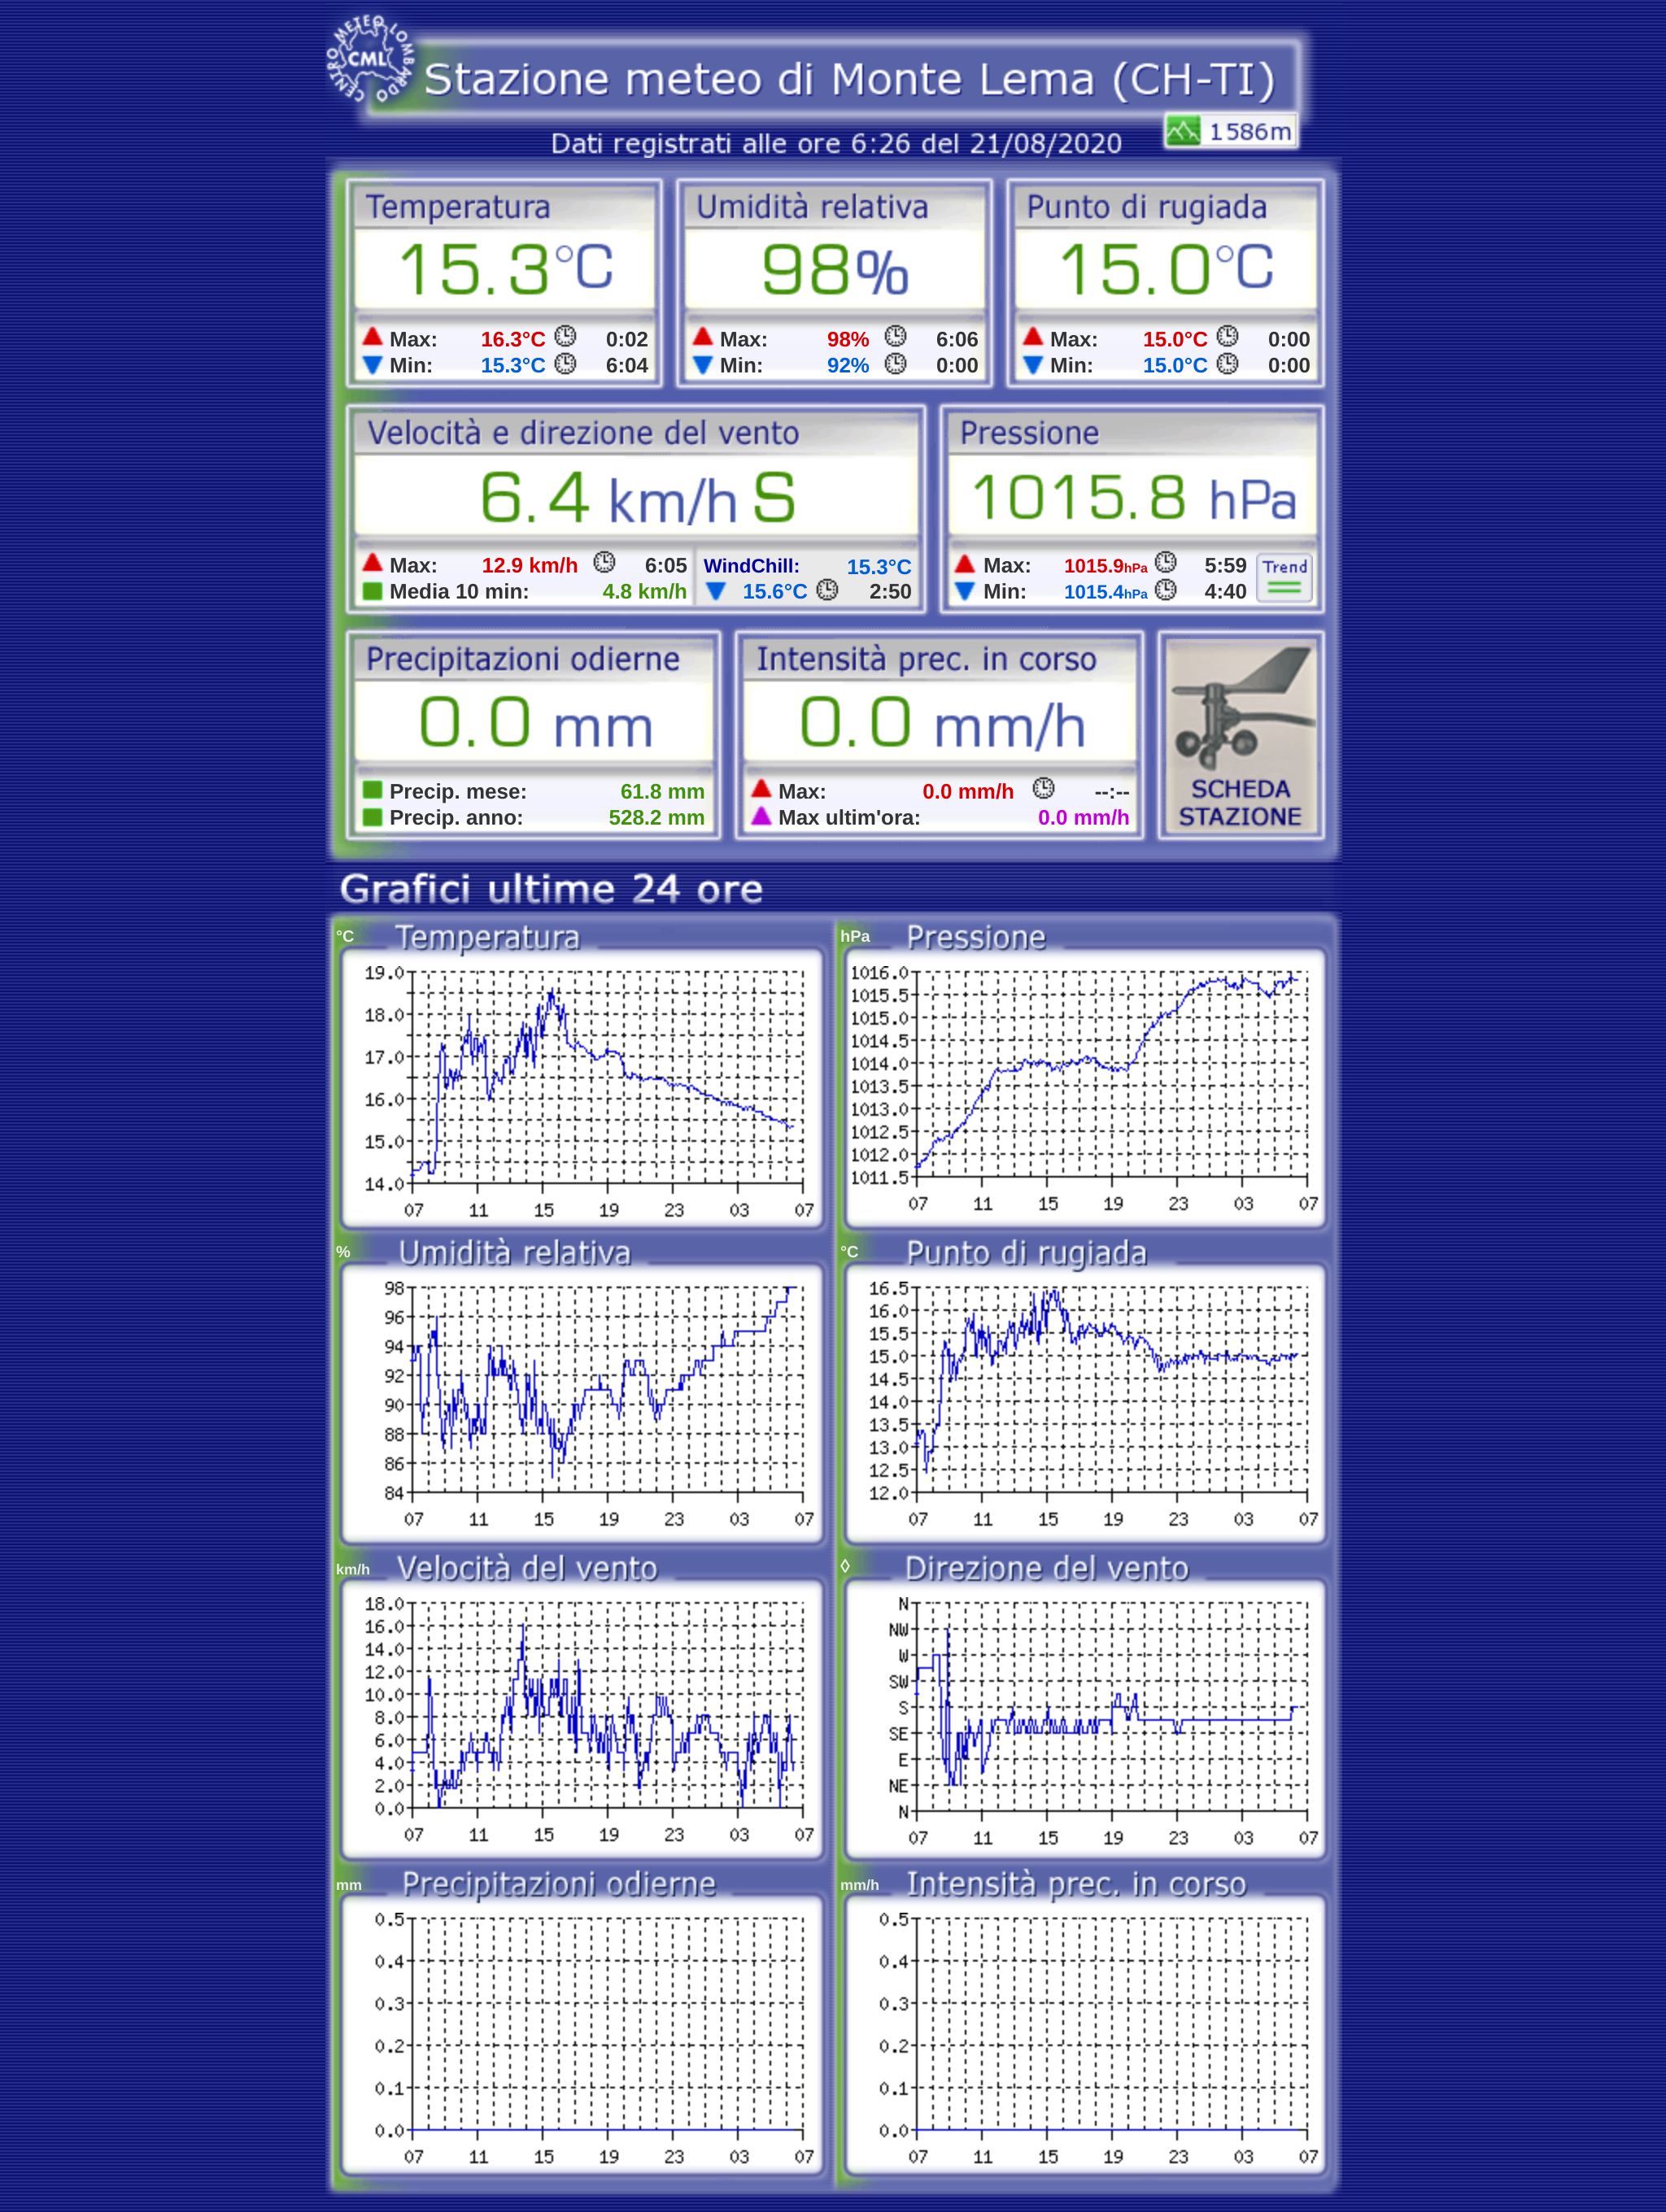 CENTRO METEO LOMBARDO
CML
Stazione meteo di Monte Lema (CH-TI)
Dati registrati alle ore 6:26 del 21/08/2020
1586m
Temperatura
15.3°C
Max: 16.3°C 0:02
Min: 15.3°C 6:04
Umidità relativa
98%
Max: 98% 6:06
Min: 92% 0:00
Punto di rugiada
15.0°C
Max: 15.0°C 0:00
Min: 15.0°C 0:00
Velocità e direzione del vento
6.4 km/h S
Max: 12.9 km/h 6:05
Media 10 min: 4.8 km/h
WindChill: 15.3°C
15.6°C 2:50
Pressione
1015.8 hPa
Max: 1015.9hPa 5:59
Min: 1015.4hPa 4:40
Trend
Precipitazioni odierne
0.0 mm
Precip. mese: 61.8 mm
Precip. anno: 528.2 mm
Intensità prec. in corso
0.0 mm/h
Max: 0.0 mm/h --:--
Max ultim'ora: 0.0 mm/h
SCHEDA
STAZIONE
Grafici ultime 24 ore
°C Temperatura
19.0
18.0
17.0
16.0
15.0
14.0
07 11 15 19 23 03 07
hPa Pressione
1016.0
1015.5
1015.0
1014.5
1014.0
1013.5
1013.0
1012.5
1012.0
1011.5
07 11 15 19 23 03 07
% Umidità relativa
98
96
94
92
90
88
86
84
07 11 15 19 23 03 07
°C Punto di rugiada
16.5
16.0
15.5
15.0
14.5
14.0
13.5
13.0
12.5
12.0
07 11 15 19 23 03 07
km/h Velocità del vento
18.0
16.0
14.0
12.0
10.0
8.0
6.0
4.0
2.0
0.0
07 11 15 19 23 03 07
◊ Direzione del vento
N
NW
W
SW
S
SE
E
NE
N
07 11 15 19 23 03 07
mm Precipitazioni odierne
0.5
0.4
0.3
0.2
0.1
0.0
07 11 15 19 23 03 07
mm/h Intensità prec. in corso
0.5
0.4
0.3
0.2
0.1
0.0
07 11 15 19 23 03 07